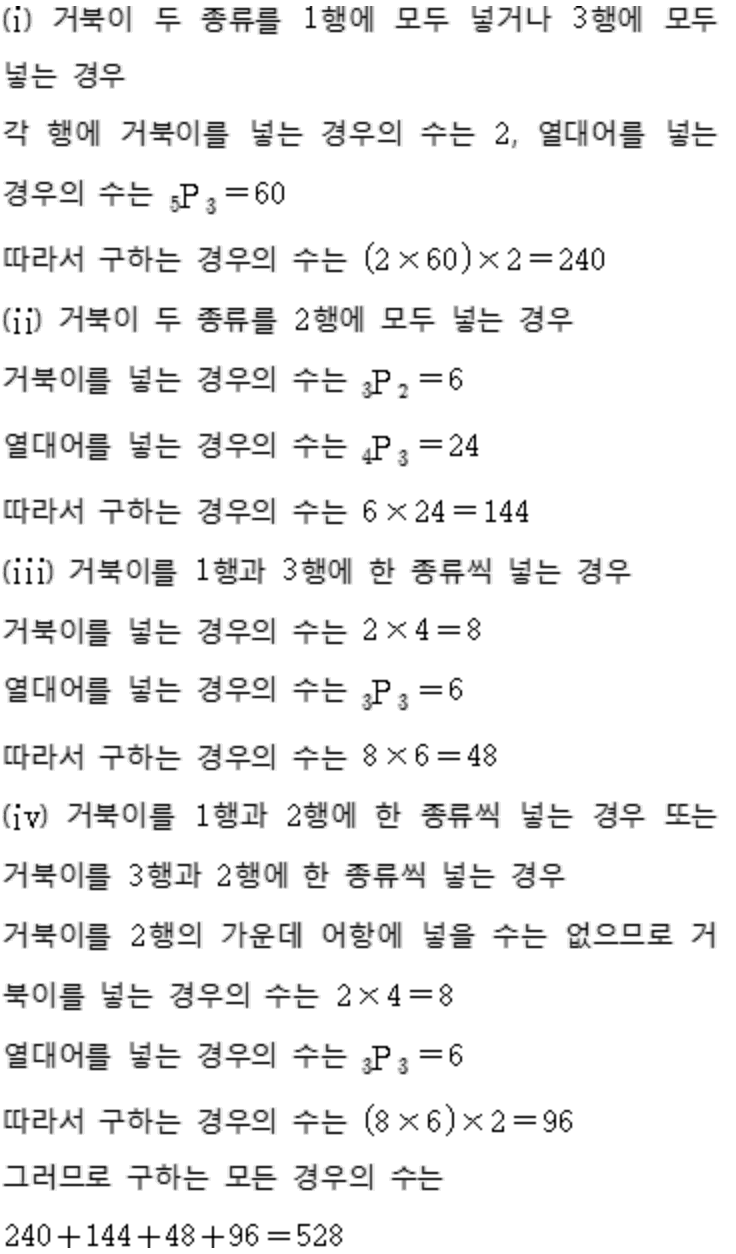 (i) 거북이 두 종류를 1행에 모두 넣거나 3행에 모두
넣는 경우
각 행에 거북이를 넣는 경우의 수는 2, 열대어를 넣는
경우의 수는 ₅P₃=60
따라서 구하는 경우의 수는 (2×60)×2=240
(ii) 거북이 두 종류를 2행에 모두 넣는 경우
거북이를 넣는 경우의 수는 ₃P₂=6
열대어를 넣는 경우의 수는 ₄P₃=24
따라서 구하는 경우의 수는 6×24=144
(iii) 거북이를 1행과 3행에 한 종류씩 넣는 경우
거북이를 넣는 경우의 수는 2×4=8
열대어를 넣는 경우의 수는 ₃P₃=6
따라서 구하는 경우의 수는 8×6=48
(iv) 거북이를 1행과 2행에 한 종류씩 넣는 경우 또는
거북이를 3행과 2행에 한 종류씩 넣는 경우
거북이를 2행의 가운데 어항에 넣을 수는 없으므로 거
북이를 넣는 경우의 수는 2×4=8
열대어를 넣는 경우의 수는 ₃P₃=6
따라서 구하는 경우의 수는 (8×6)×2=96
그러므로 구하는 모든 경우의 수는
240+144+48+96=528